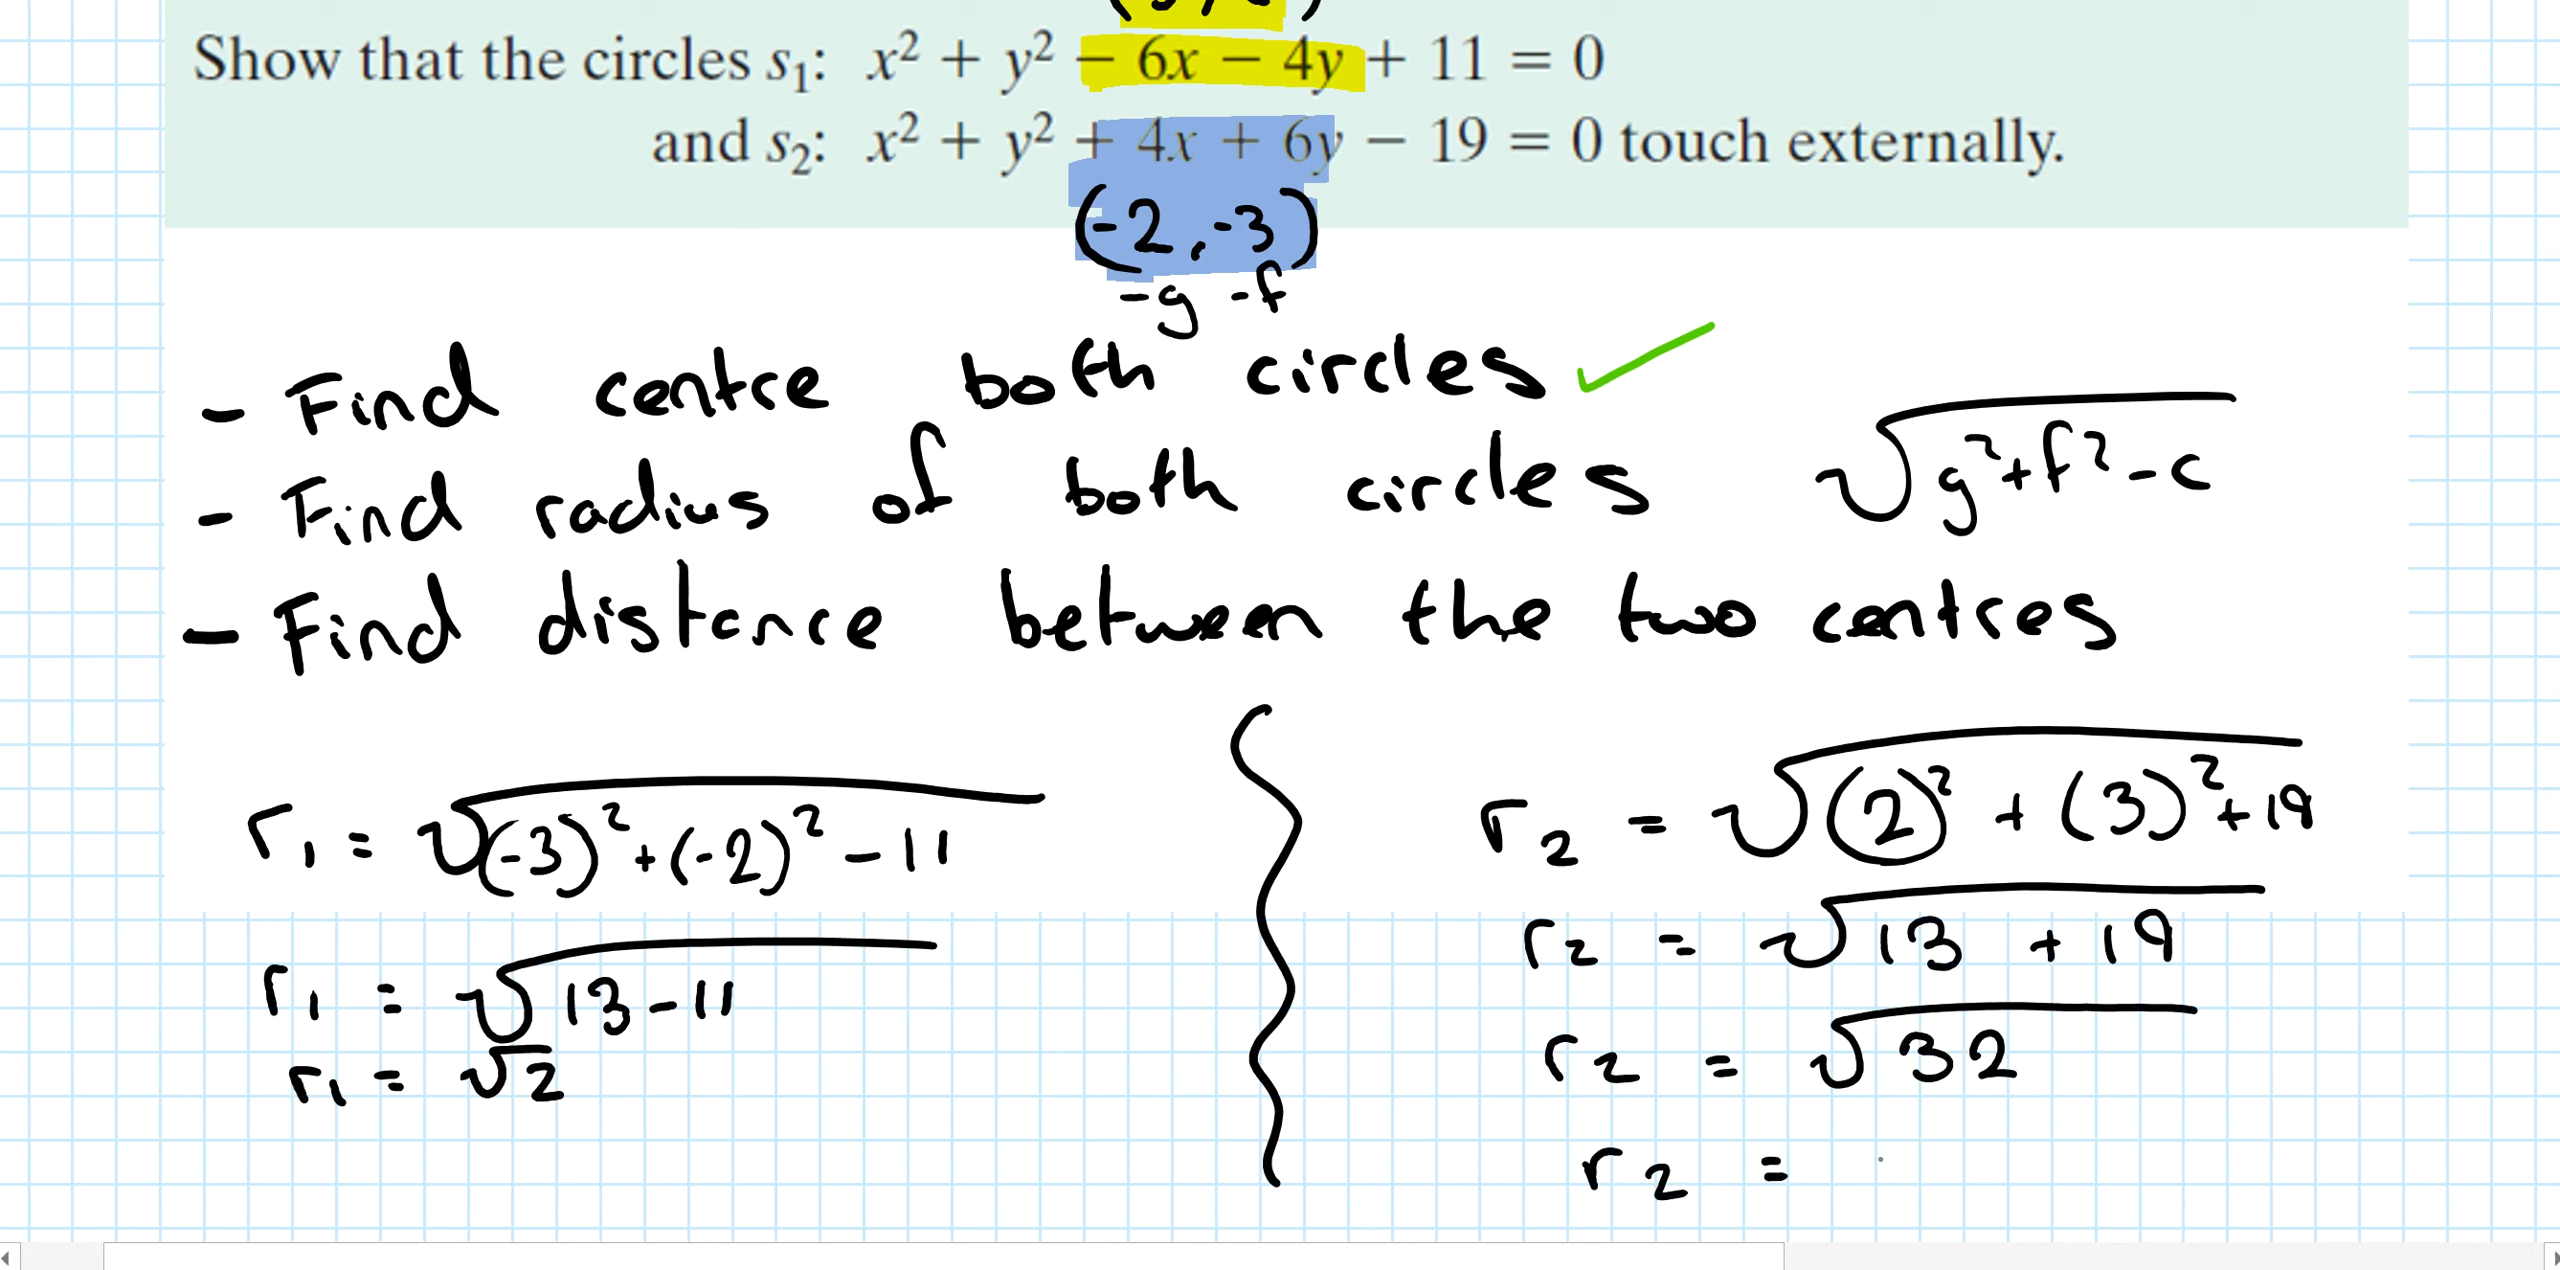 Show that the circles s₁: x² + y² − 6x − 4y + 11 = 0
and s₂: x² + y² + 4x + 6y − 19 = 0 touch externally.
(-2, -3)
-g -f
- Find centre both circles ✓
- Find radius of both circles √(g²+f²-c)
- Find distance between the two centres
r₁ = √((-3)²+(-2)²-11)
r₁ = √(13-11)
r₁ = √2
r₂ = √((2)² + (3)² + 19)
r₂ = √(13 + 19)
r₂ = √32
r₂ =